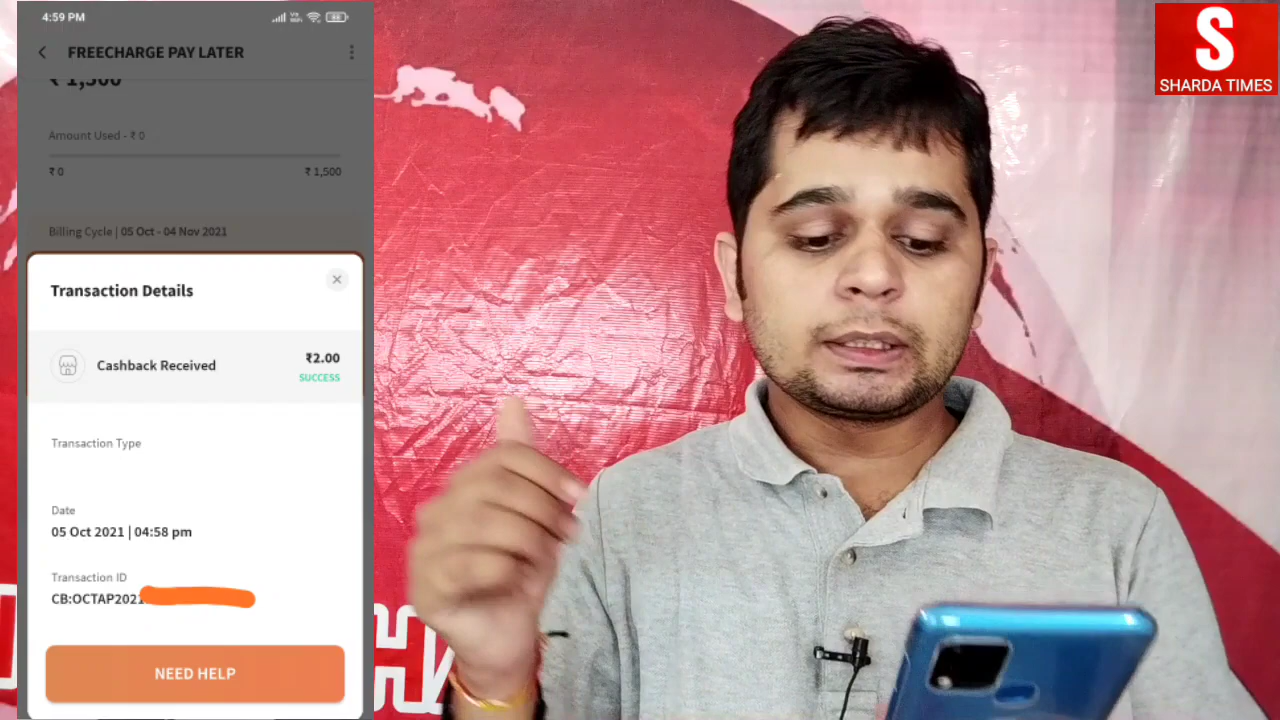 4:59 PM
FREECHARGE PAY LATER
₹ 1,500
Amount Used - ₹ 0
₹ 0
₹ 1,500
Billing Cycle | 05 Oct - 04 Nov 2021
Transaction Details
Cashback Received
₹2.00
SUCCESS
Transaction Type
Date
05 Oct 2021 | 04:58 pm
Transaction ID
CB:OCTAP2021
NEED HELP
S
SHARDA TIMES